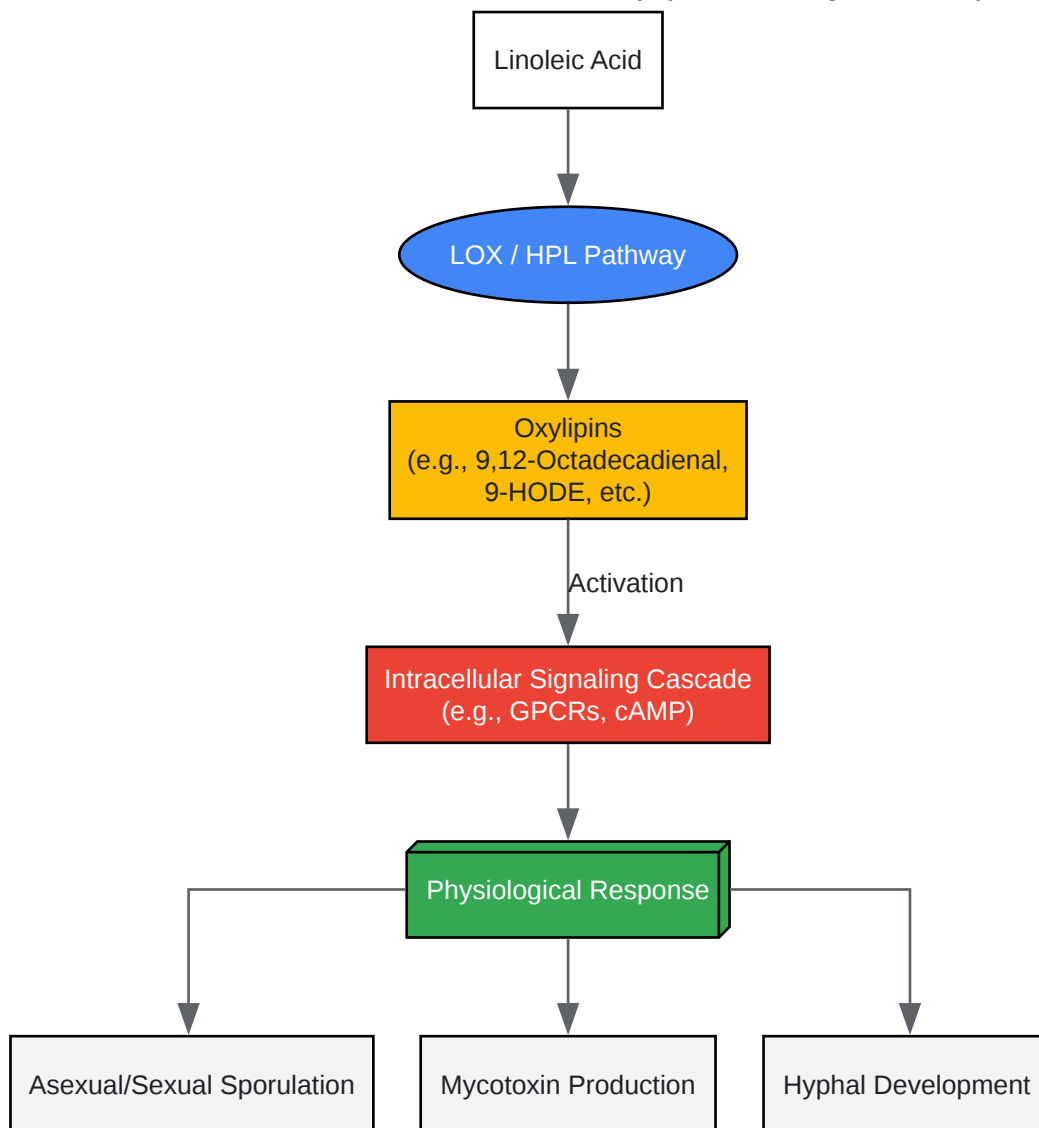 Linoleic Acid
LOX / HPL Pathway
Oxylipins
(e.g., 9,12-Octadecadienal,
9-HODE, etc.)
Activation
Intracellular Signaling Cascade
(e.g., GPCRs, cAMP)
Physiological Response
Asexual/Sexual Sporulation
Mycotoxin Production
Hyphal Development